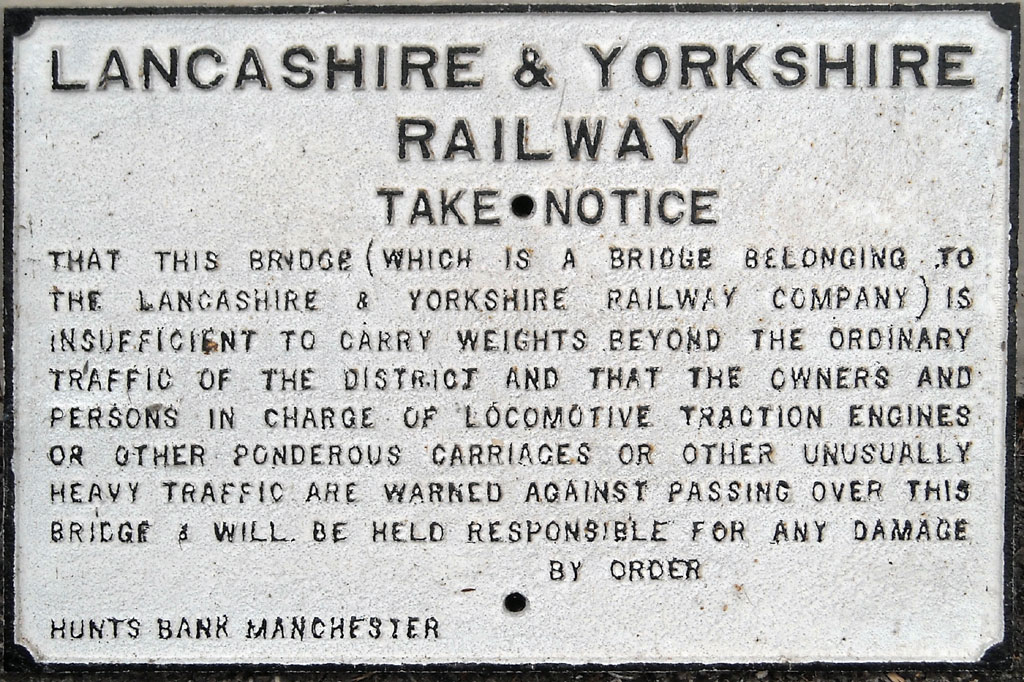 LANCASHIRE & YORKSHIRE
RAILWAY
TAKE NOTICE
THAT THIS BRIDGE (WHICH IS A BRIDGE BELONGING TO
THE LANCASHIRE & YORKSHIRE RAILWAY COMPANY) IS
INSUFFICIENT TO CARRY WEIGHTS BEYOND THE ORDINARY
TRAFFIC OF THE DISTRICT AND THAT THE OWNERS AND
PERSONS IN CHARGE OF LOCOMOTIVE TRACTION ENGINES
OR OTHER PONDEROUS CARRIAGES OR OTHER UNUSUALLY
HEAVY TRAFFIC ARE WARNED AGAINST PASSING OVER THIS
BRIDGE & WILL BE HELD RESPONSIBLE FOR ANY DAMAGE
BY ORDER
HUNTS BANK MANCHESTER